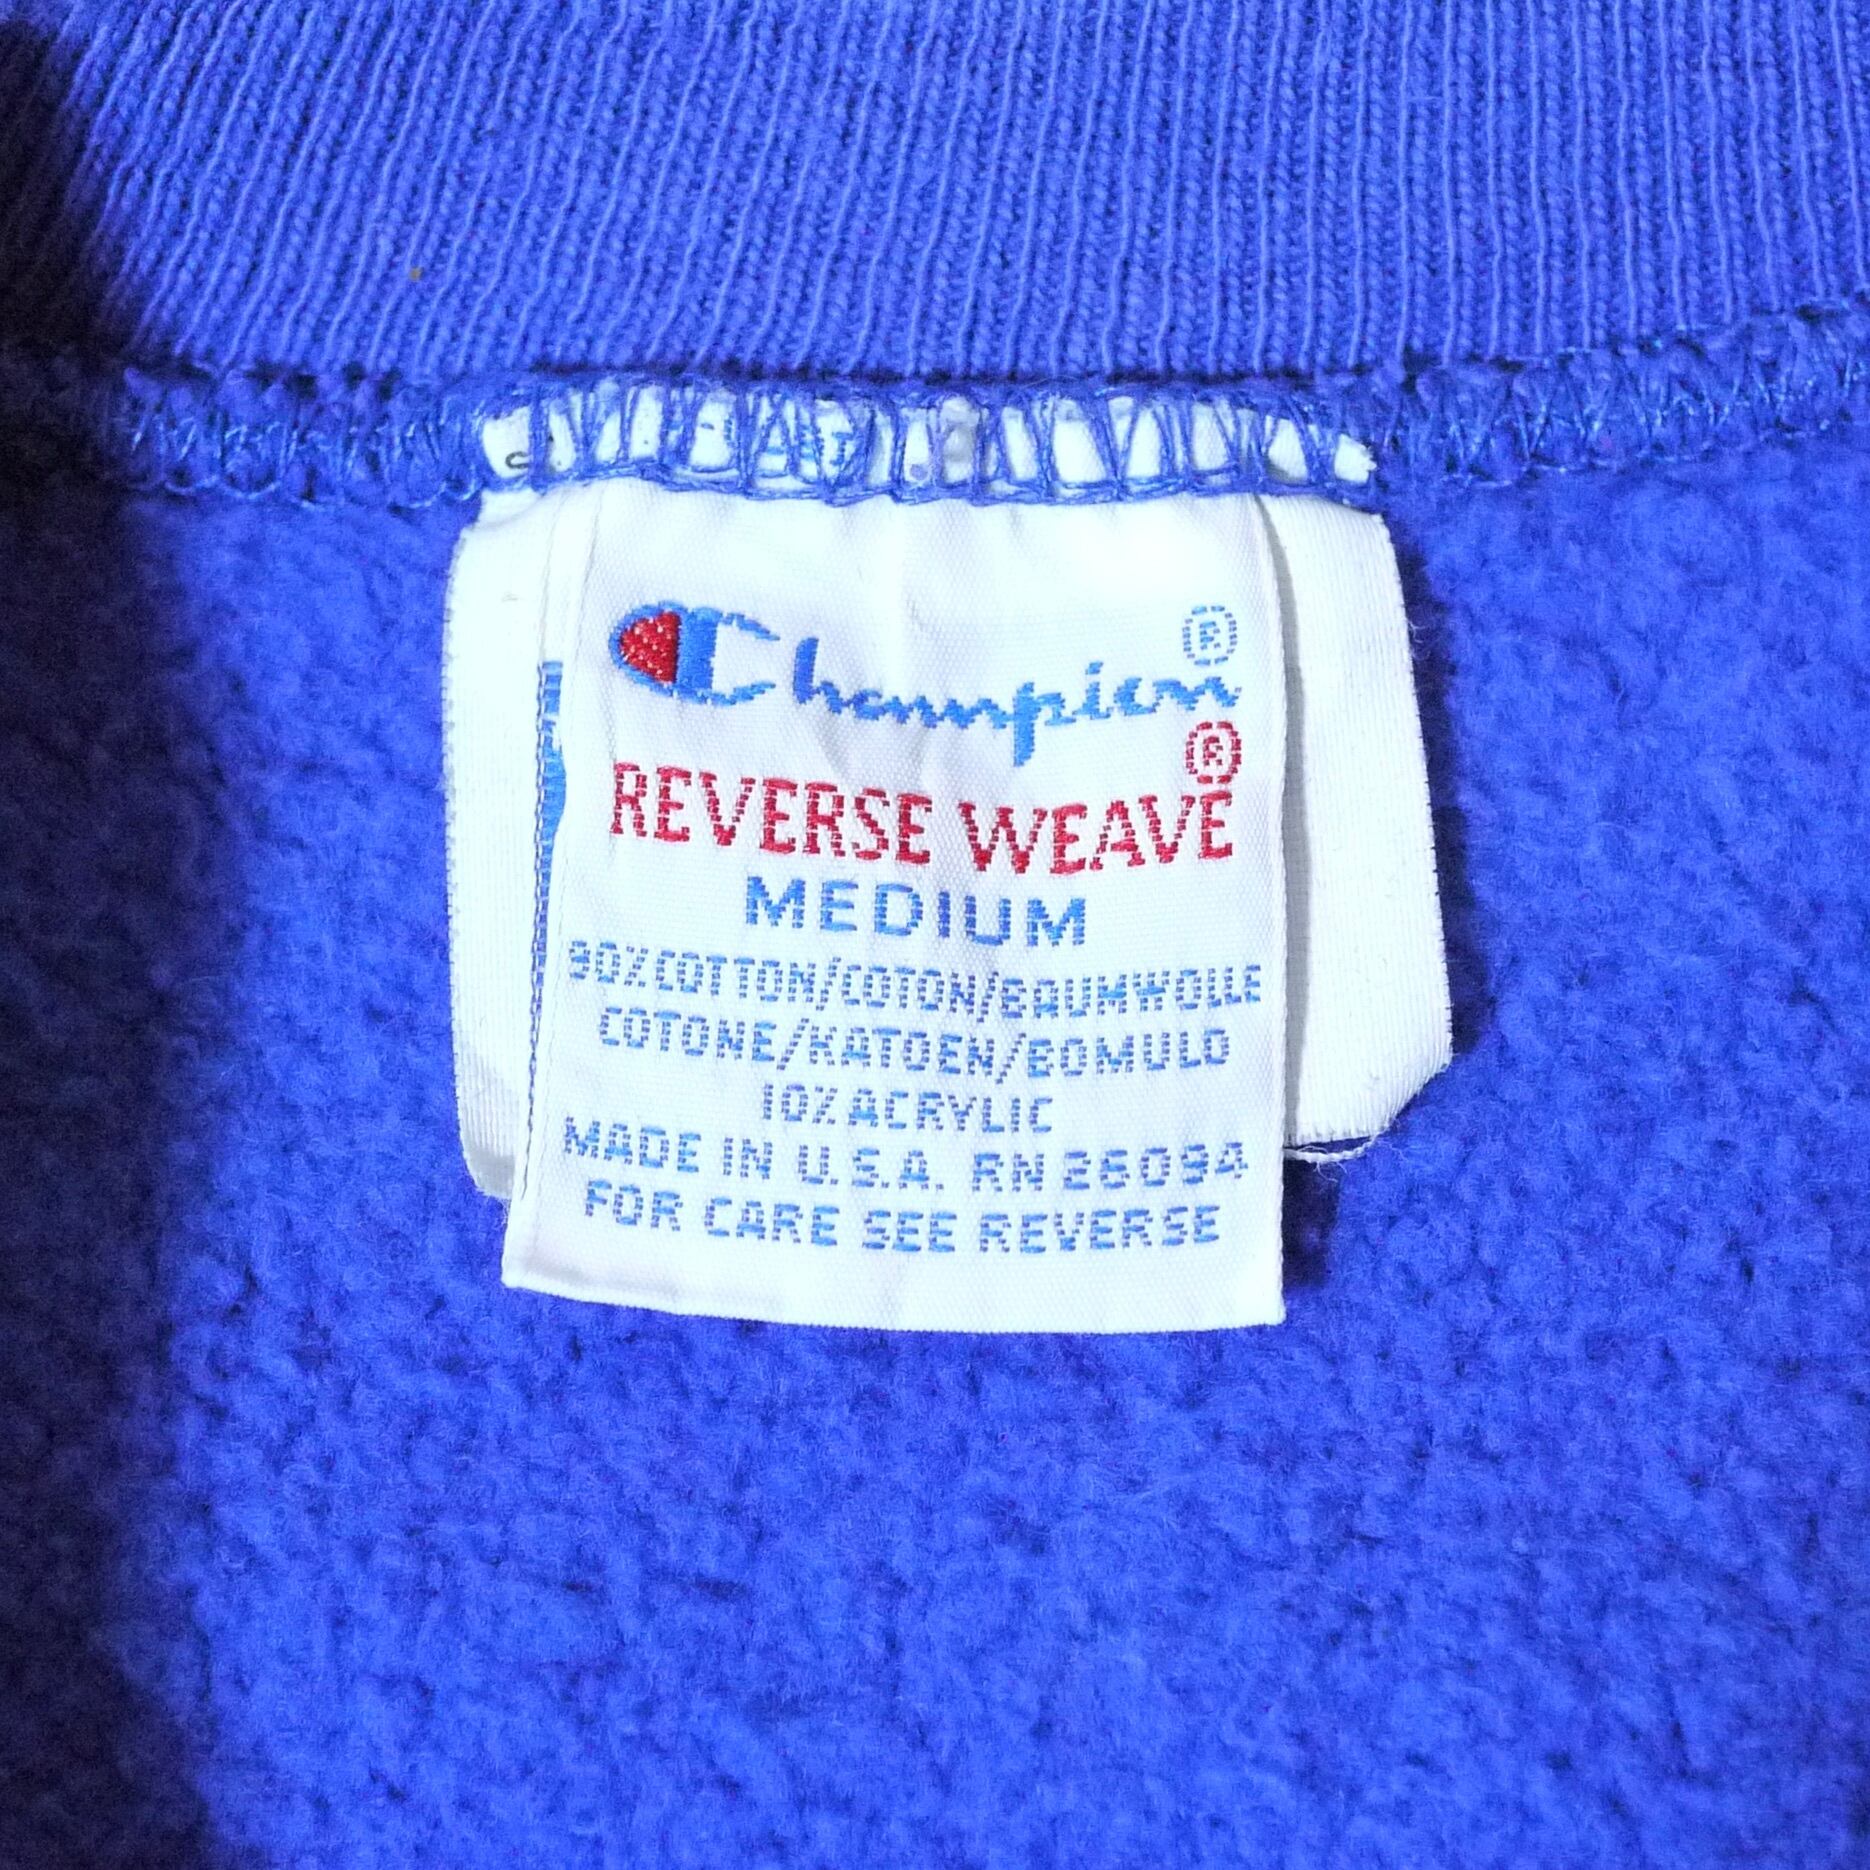 Champion®
REVERSE WEAVE®
MEDIUM
90% COTTON/COTON/BAUMWOLLE
COTONE/KATOEN/BOMULD
10% ACRYLIC
MADE IN U.S.A. RN 26094
FOR CARE SEE REVERSE